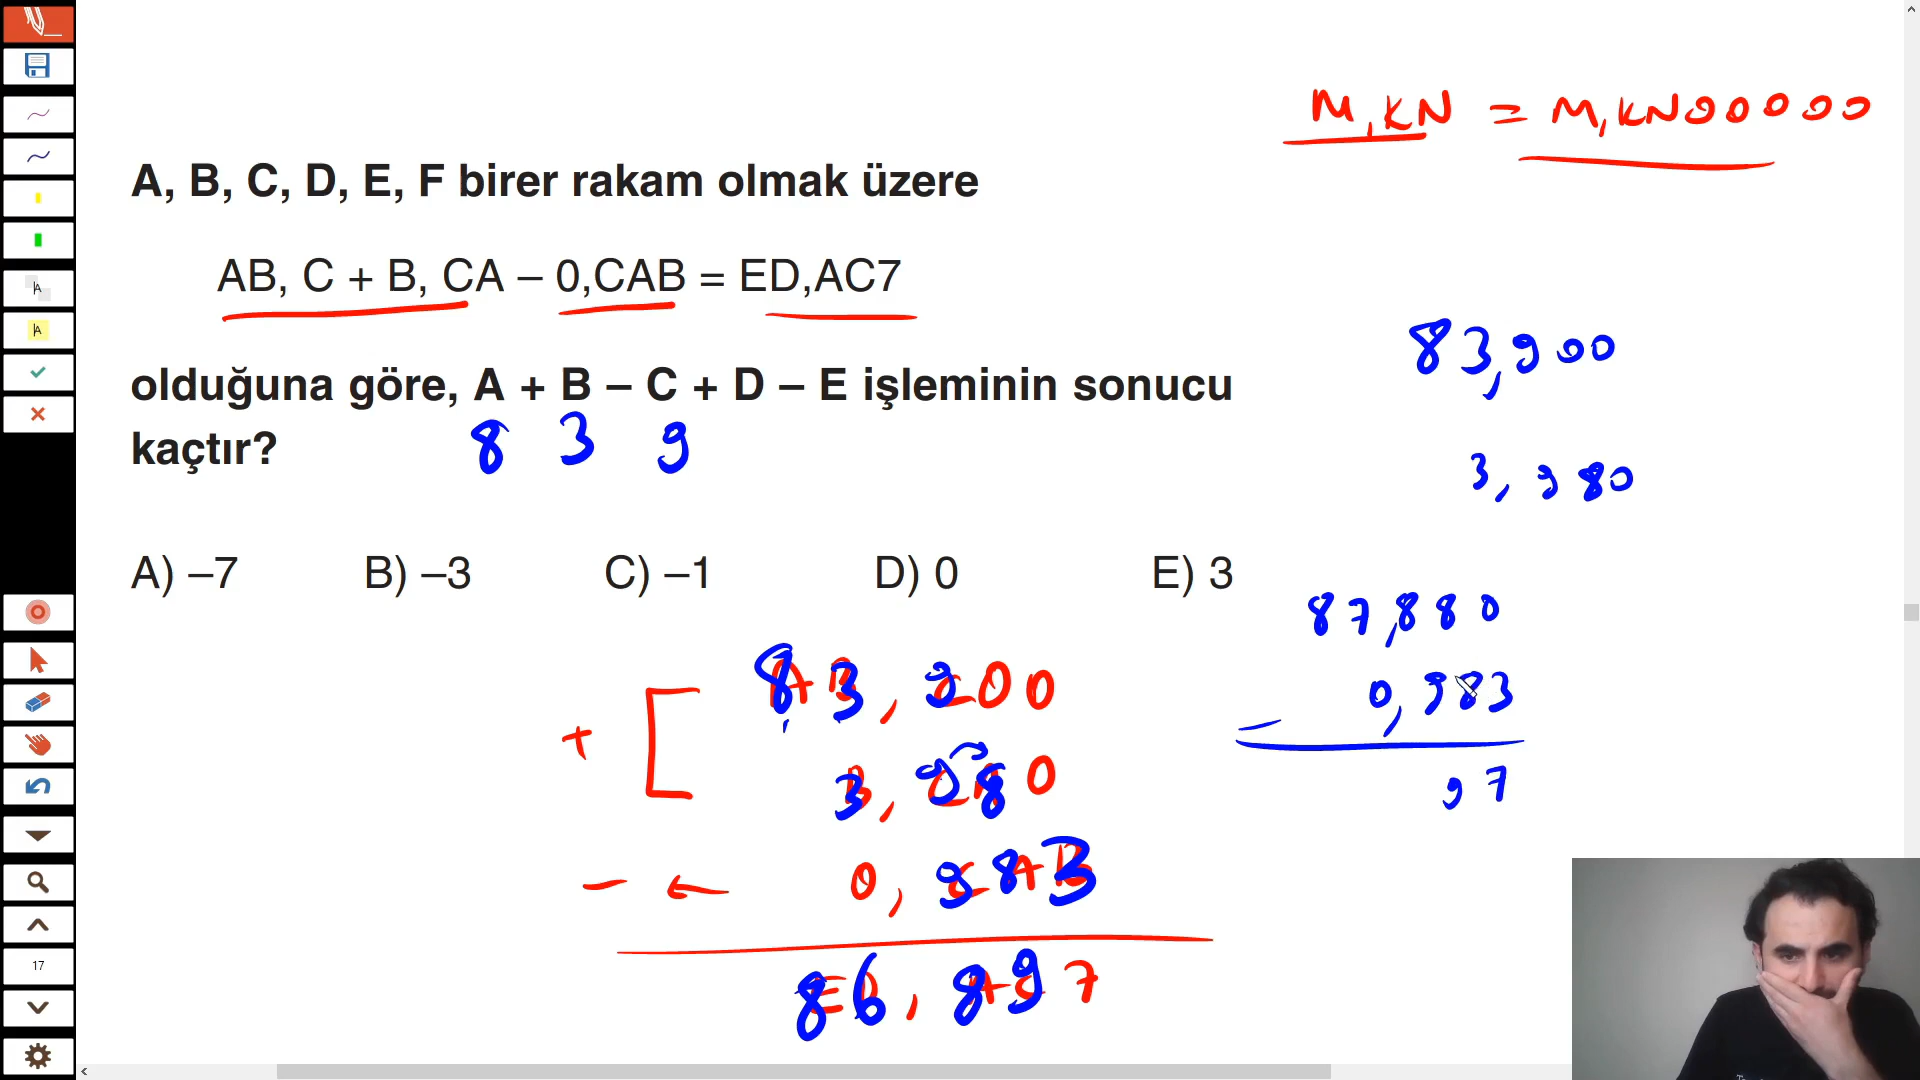 M,KN = M,KN00000
A, B, C, D, E, F birer rakam olmak üzere
AB, C + B, CA – 0,CAB = ED,AC7
83,900
olduğuna göre, A + B – C + D – E işleminin sonucu
kaçtır?
8 3 9
3, 980
A) –7 B) –3 C) –1 D) 0 E) 3
87,880
0,983
–
97
+
83, 900
3, 980
– ← 0, 983
86, 897
17